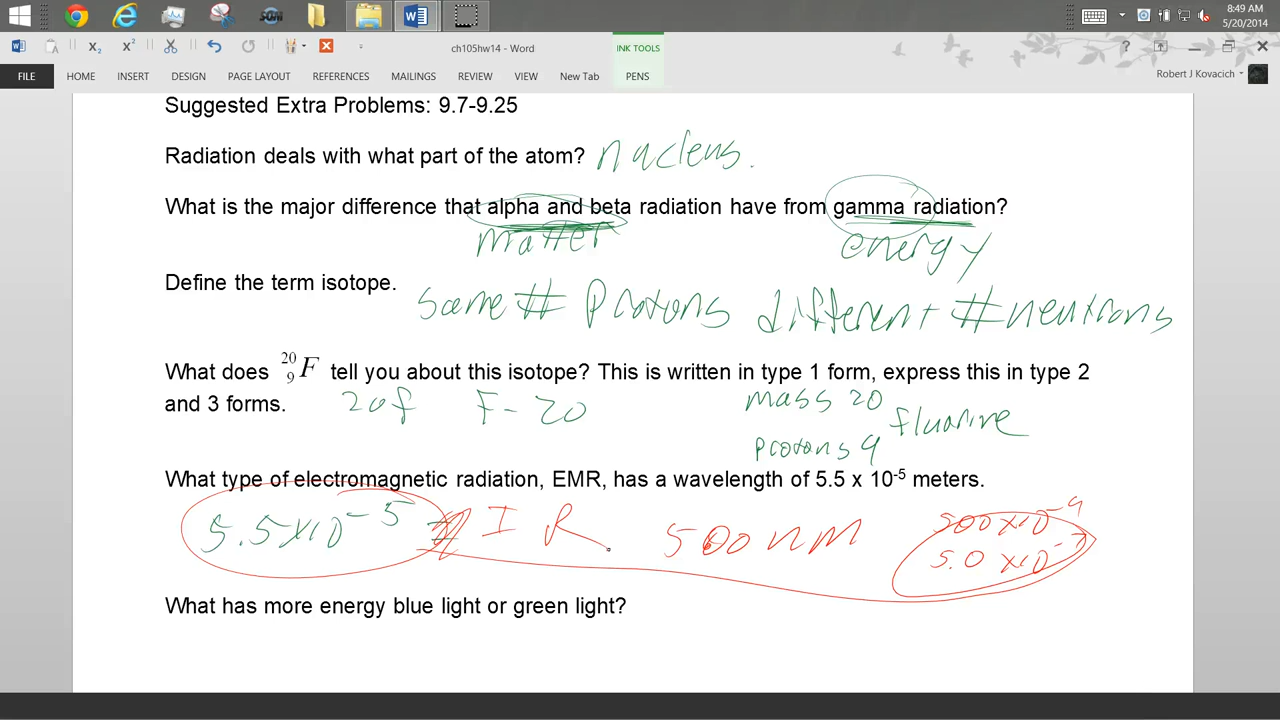 8:49 AM
5/20/2014
ch105hw14 - Word
INK TOOLS
FILE HOME INSERT DESIGN PAGE LAYOUT REFERENCES MAILINGS REVIEW VIEW New Tab PENS
Robert J Kovacich
Suggested Extra Problems: 9.7-9.25
Radiation deals with what part of the atom? nucleus.
What is the major difference that alpha and beta radiation have from gamma radiation?
matter energy
Define the term isotope.
same # protons different # neutrons
What does ²⁰₉F tell you about this isotope? This is written in type 1 form, express this in type 2
and 3 forms. 20F F-20 mass 20
fluorine
protons 9
What type of electromagnetic radiation, EMR, has a wavelength of 5.5 x 10⁻⁵ meters.
5.5x10⁻⁵ = IR 500nm 500x10⁻⁹
5.0x10⁻⁷
What has more energy blue light or green light?